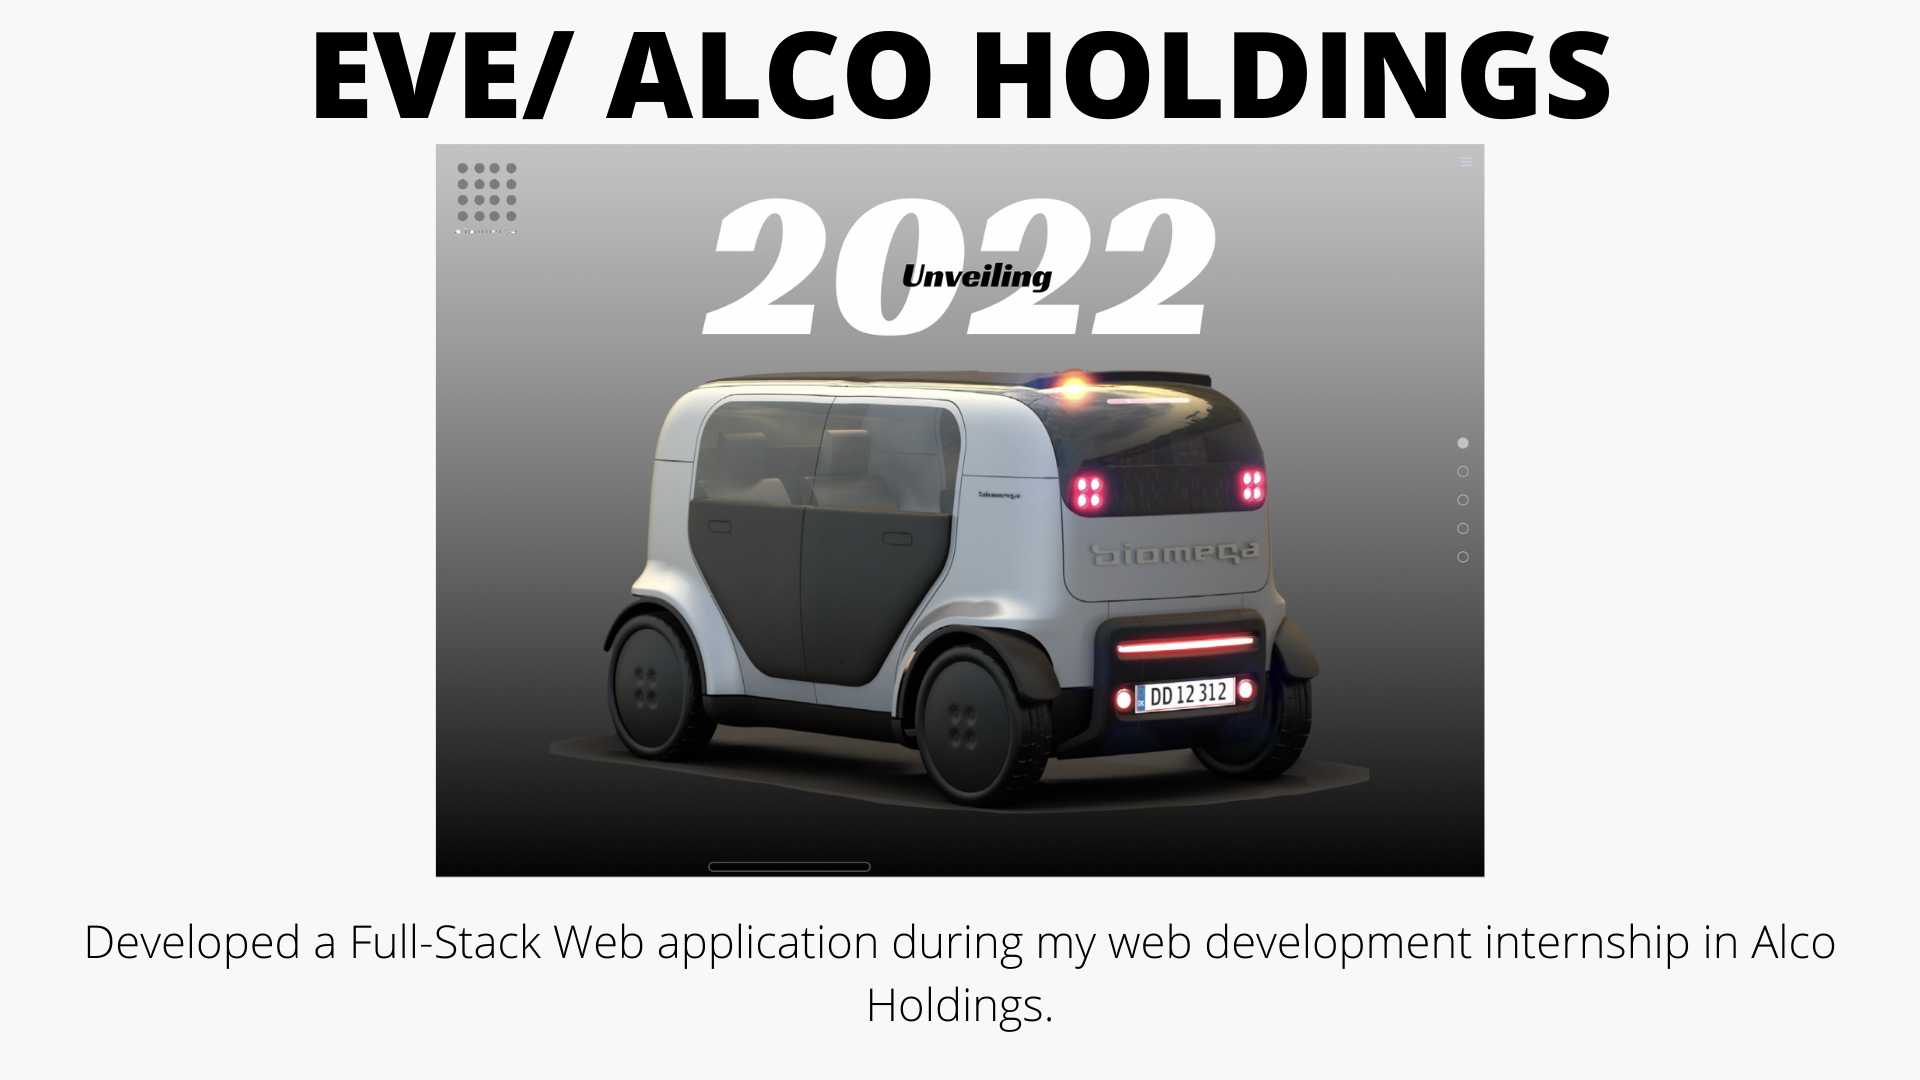 EVE/ ALCO HOLDINGS
2022
Unveiling
biomega
biomega
DK
DD 12 312
Developed a Full-Stack Web application during my web development internship in Alco
Holdings.